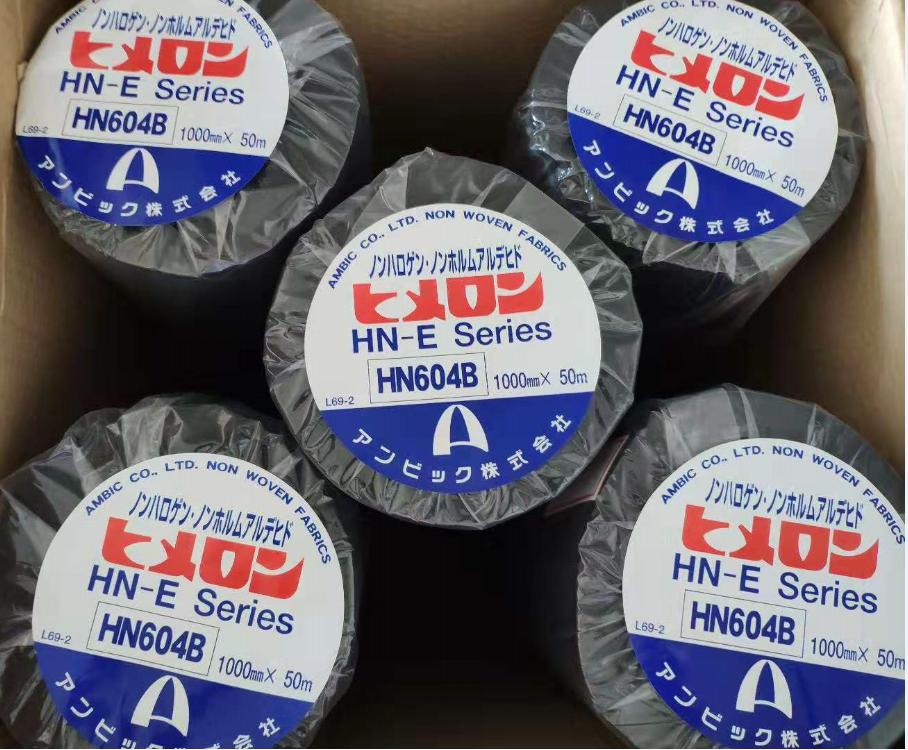 AMBIC CO., LTD. NON WOVEN FABRICS
ノンハロゲン・ノンホルムアルデヒド
ヒメロン
HN-E Series
HN604B
1000mm× 50m
L69-2
アンビック株式会社
AMBIC CO., LTD. NON WOVEN FABRICS
ノンハロゲン・ノンホルムアルデヒド
ヒメロン
HN-E Series
HN604B
1000mm× 50m
L69-2
アンビック株式会社
AMBIC CO., LTD. NON WOVEN FABRICS
ノンハロゲン・ノンホルムアルデヒド
ヒメロン
HN-E Series
HN604B
1000mm× 50m
L69-2
アンビック株式会社
AMBIC CO., LTD. NON WOVEN FABRICS
ノンハロゲン・ノンホルムアルデヒド
ヒメロン
HN-E Series
HN604B
1000mm× 50m
L69-2
アンビック株式会社
AMBIC CO., LTD. NON WOVEN FABRICS
ノンハロゲン・ノンホルムアルデヒド
ヒメロン
HN-E Series
HN604B
1000mm× 50m
L69-2
アンビック株式会社